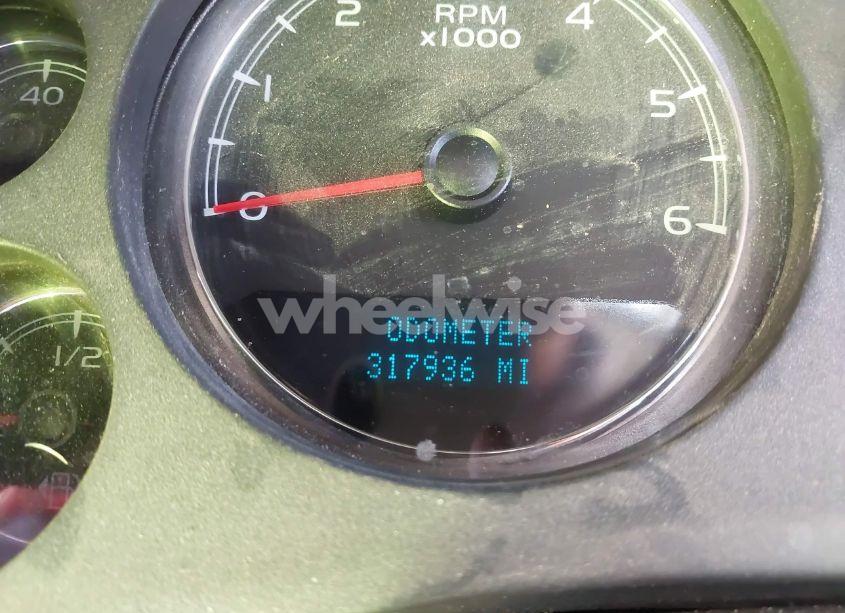 2
RPM
x1000
4
1
40
5
0
6
wheelwise
ODOMETER
1/2
317936 MI